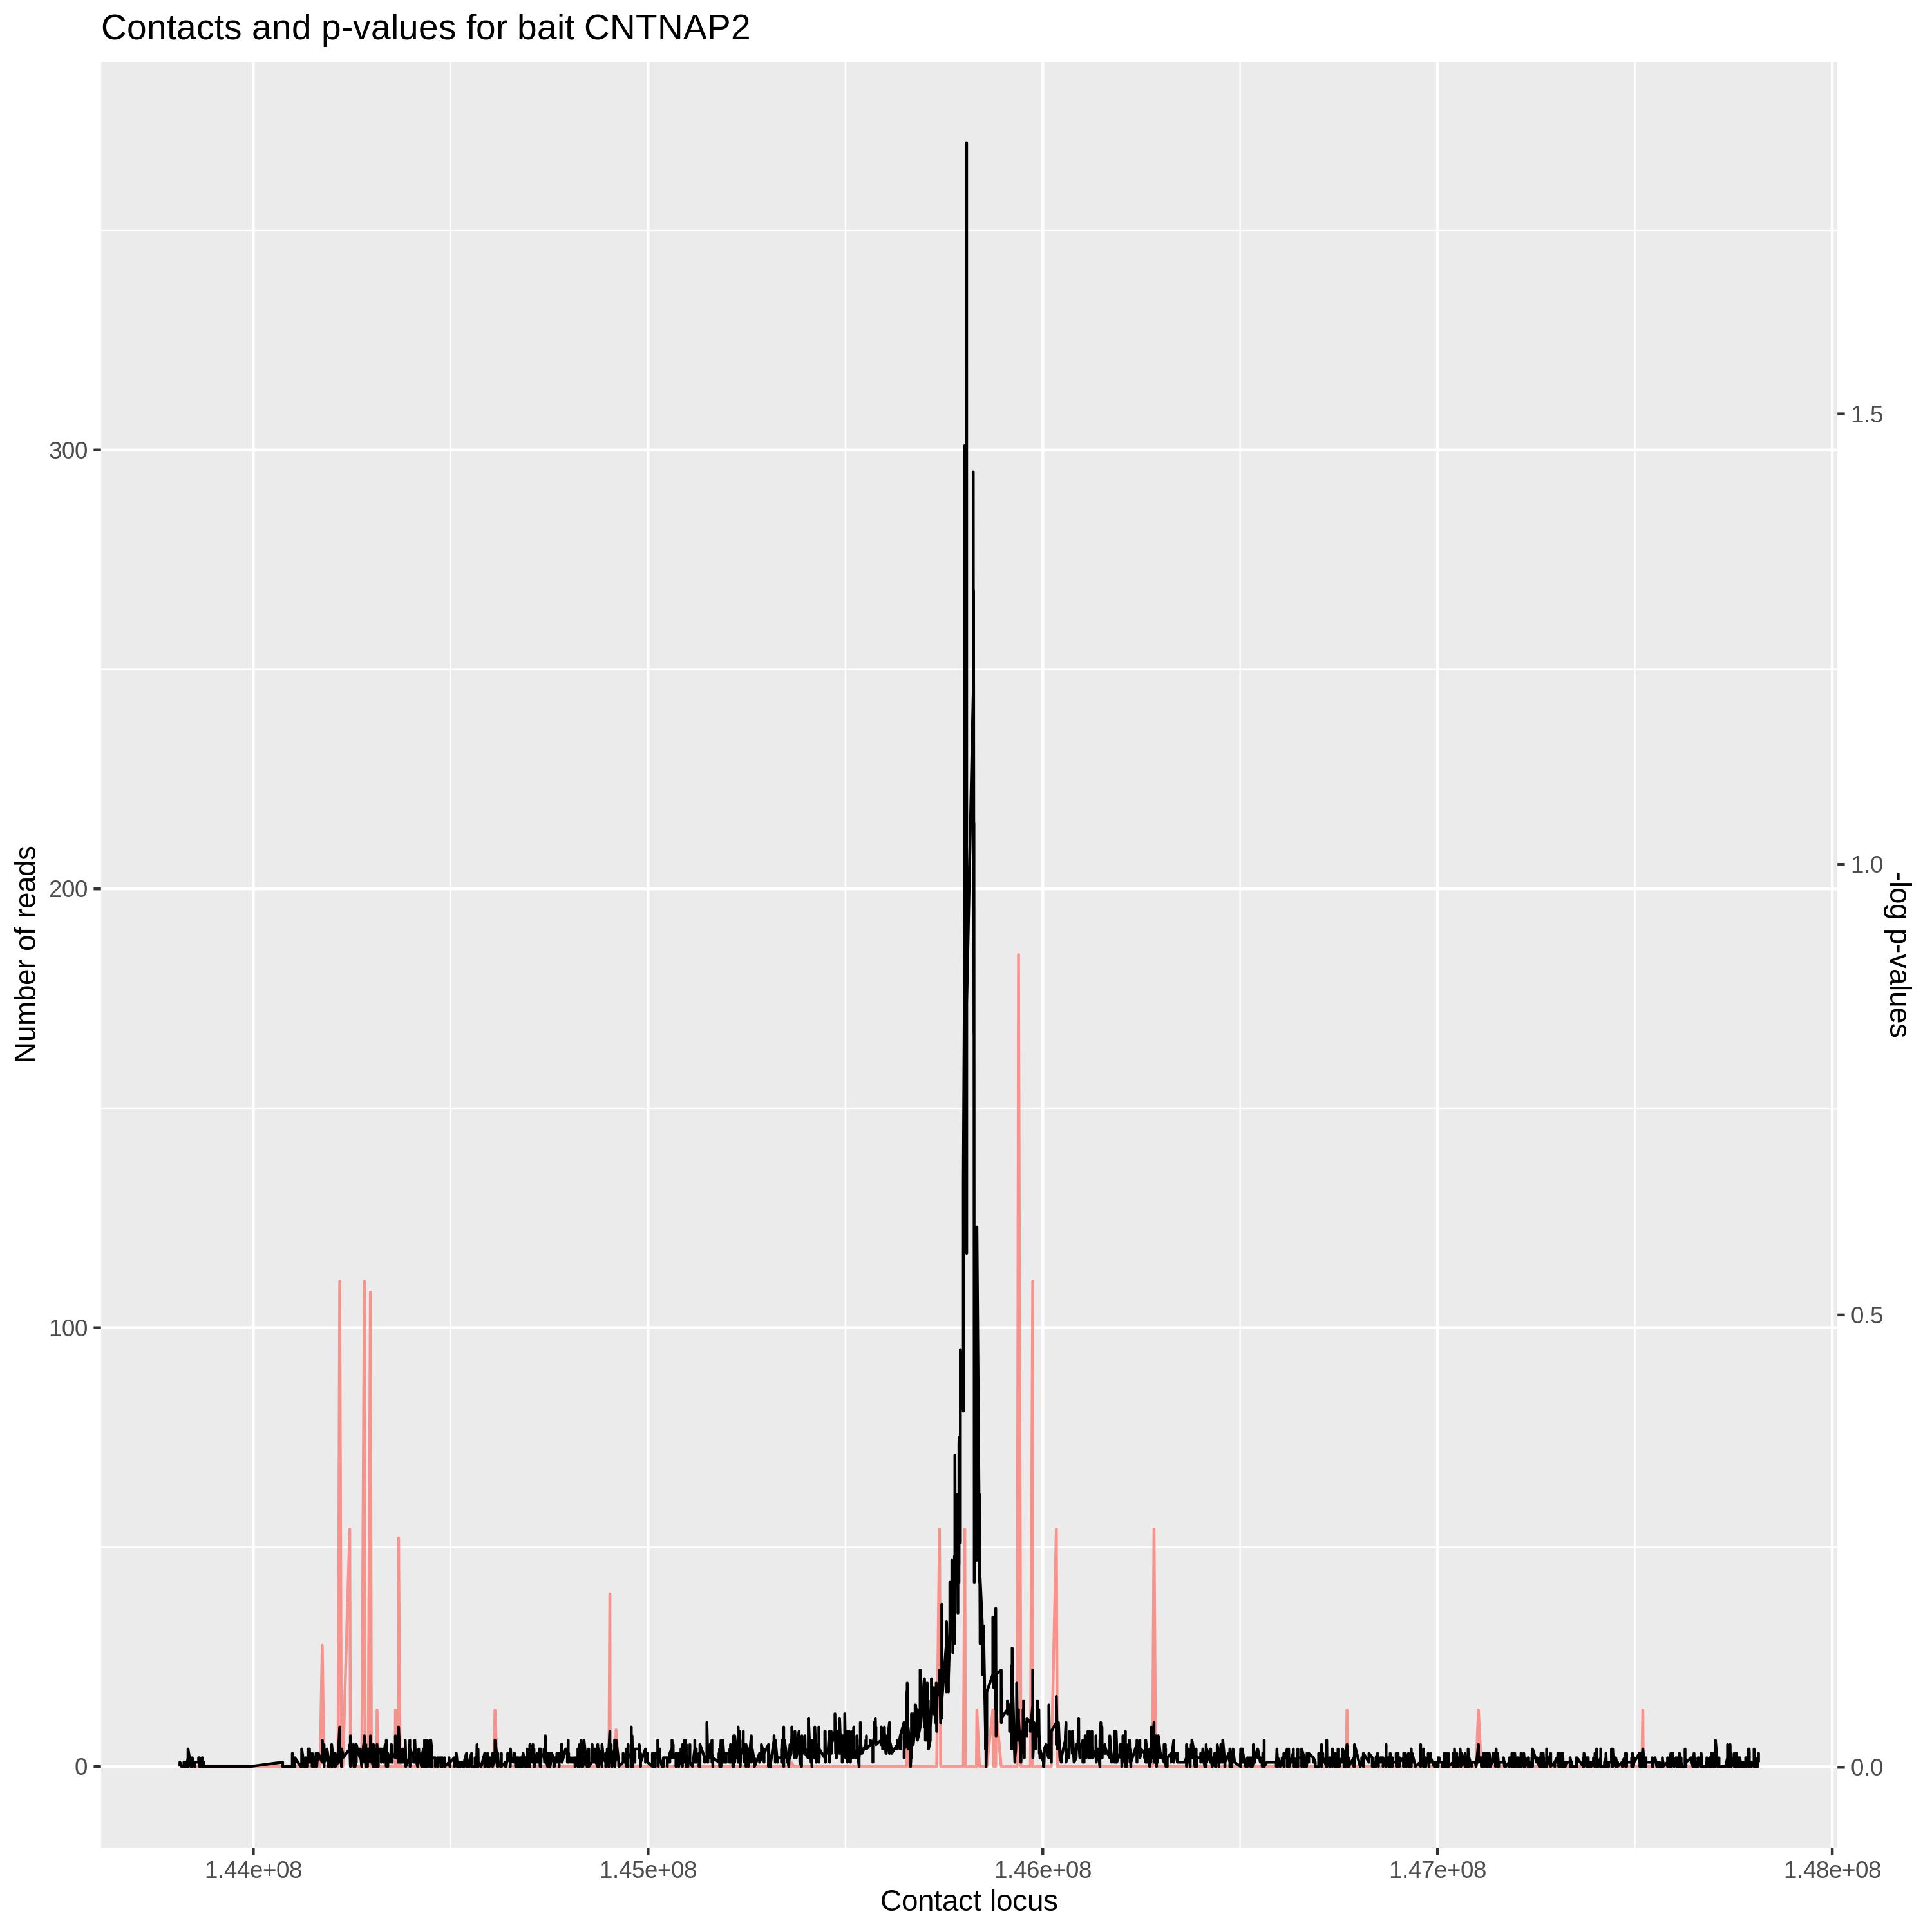 Contacts and p-values for bait CNTNAP2
300
200
100
0
Number of reads
1.5
1.0
0.5
0.0
-log p-values
1.44e+08
1.45e+08
1.46e+08
1.47e+08
1.48e+08
Contact locus